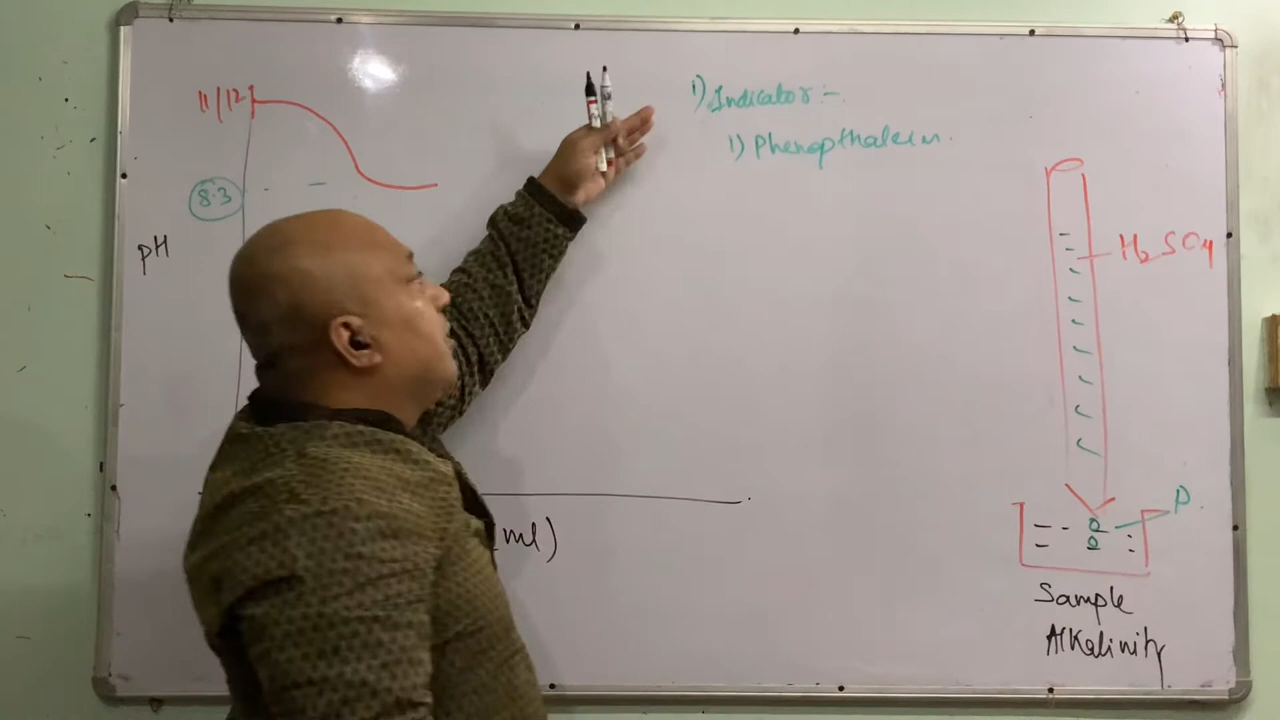 11/12
8.3
pH
ml)
1) Indicator :-
1) Phenopthalein.
H₂SO₄
P.
Sample
Alkalinity